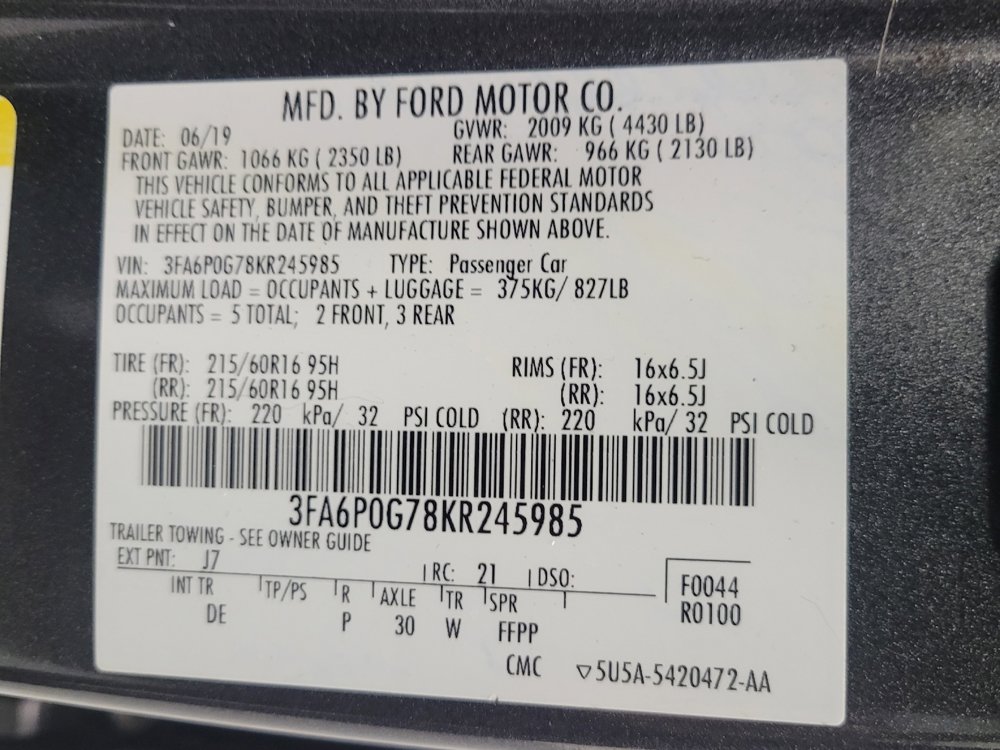 MFD. BY FORD MOTOR CO.
DATE: 06/19 GVWR: 2009 KG ( 4430 LB)
FRONT GAWR: 1066 KG ( 2350 LB) REAR GAWR: 966 KG ( 2130 LB)
THIS VEHICLE CONFORMS TO ALL APPLICABLE FEDERAL MOTOR
VEHICLE SAFETY, BUMPER, AND THEFT PREVENTION STANDARDS
IN EFFECT ON THE DATE OF MANUFACTURE SHOWN ABOVE.
VIN: 3FA6P0G78KR245985 TYPE: Passenger Car
MAXIMUM LOAD = OCCUPANTS + LUGGAGE = 375KG/ 827LB
OCCUPANTS = 5 TOTAL; 2 FRONT, 3 REAR
TIRE (FR): 215/60R16 95H RIMS (FR): 16x6.5J
(RR): 215/60R16 95H (RR): 16x6.5J
PRESSURE (FR): 220 kPa/ 32 PSI COLD (RR): 220 kPa/ 32 PSI COLD
3FA6P0G78KR245985
TRAILER TOWING - SEE OWNER GUIDE
EXT PNT: J7 RC: 21 DSO:
INT TR TP/PS R AXLE TR SPR F0044
DE P 30 W FFPP R0100
CMC ▽5U5A-5420472-AA